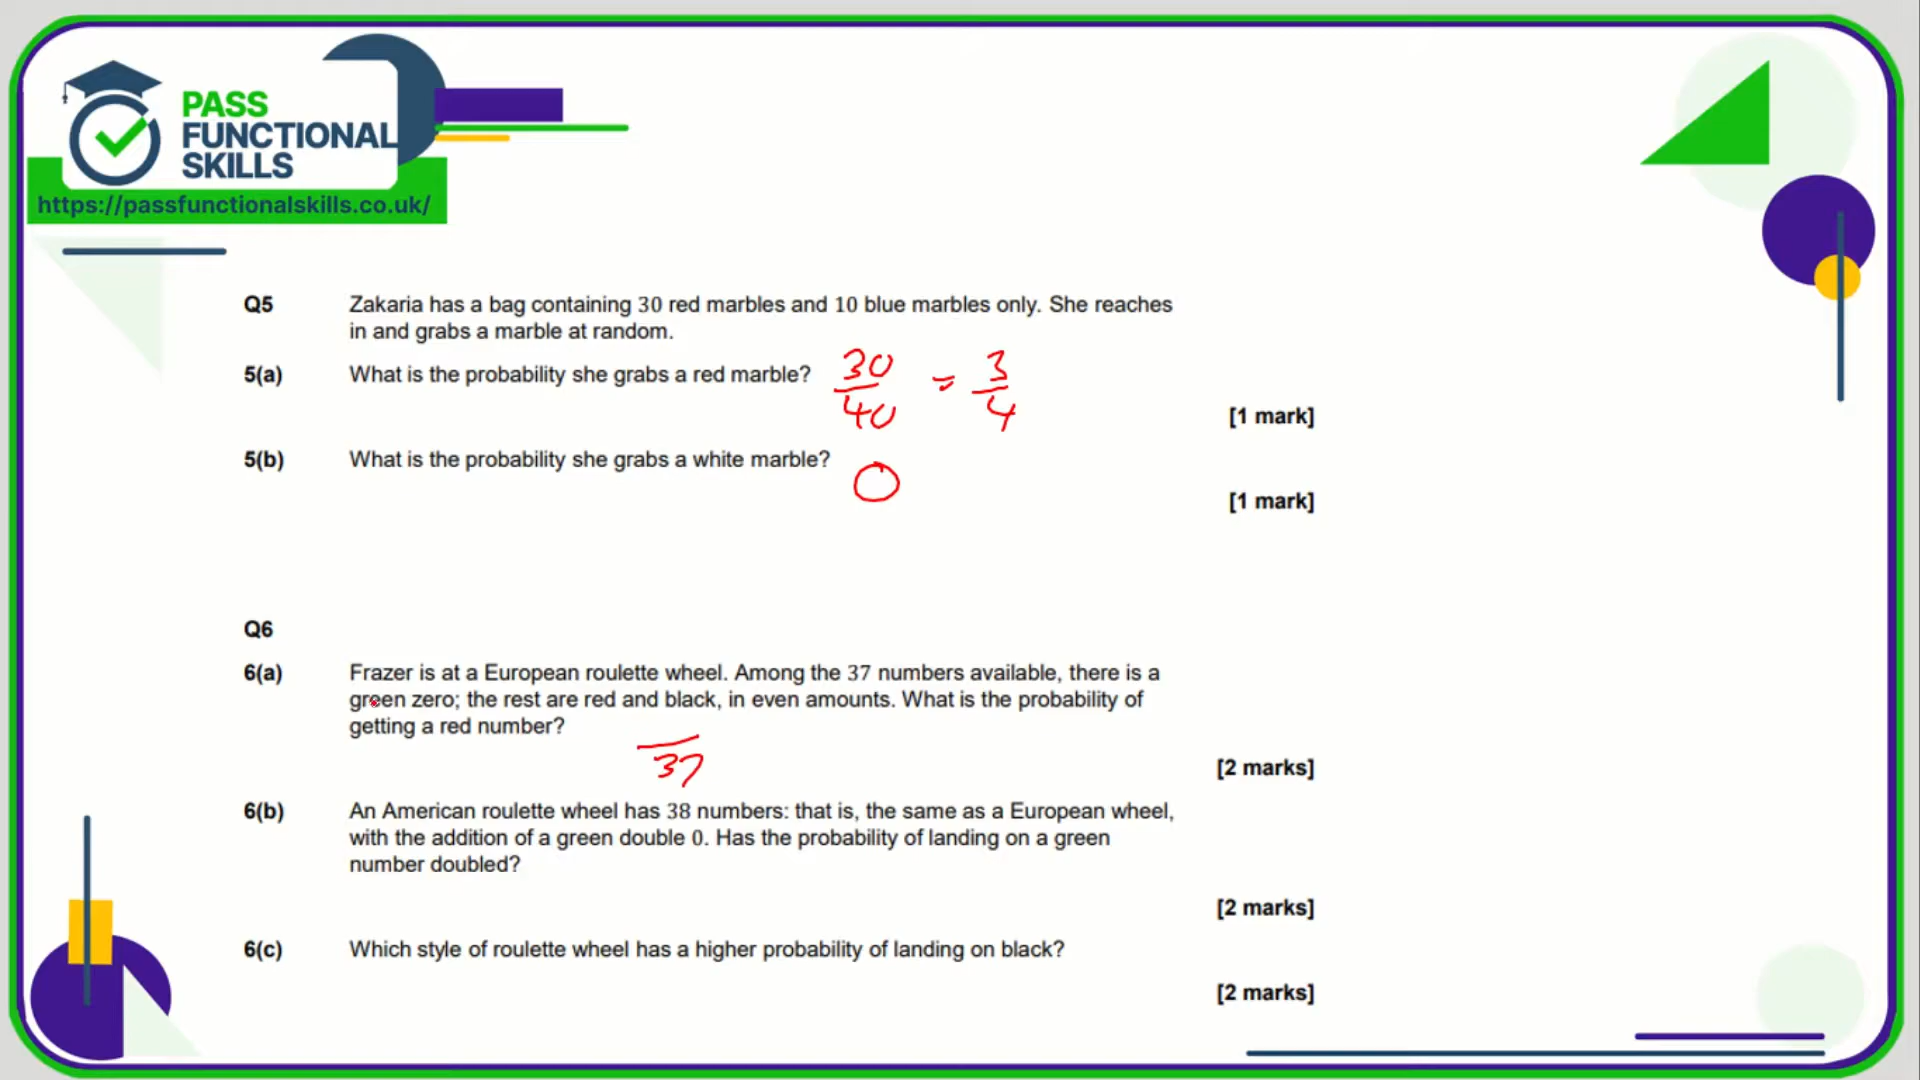 PASS
FUNCTIONAL
SKILLS
https://passfunctionalskills.co.uk/
Q5 Zakaria has a bag containing 30 red marbles and 10 blue marbles only. She reaches
in and grabs a marble at random.
5(a) What is the probability she grabs a red marble? 30/40 = 3/4
[1 mark]
5(b) What is the probability she grabs a white marble? 0
[1 mark]
Q6
6(a) Frazer is at a European roulette wheel. Among the 37 numbers available, there is a
green zero; the rest are red and black, in even amounts. What is the probability of
getting a red number?
37
[2 marks]
6(b) An American roulette wheel has 38 numbers: that is, the same as a European wheel,
with the addition of a green double 0. Has the probability of landing on a green
number doubled?
[2 marks]
6(c) Which style of roulette wheel has a higher probability of landing on black?
[2 marks]